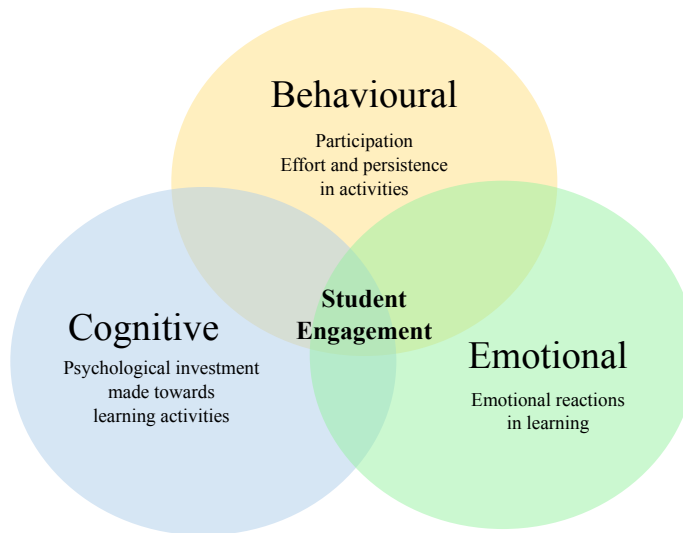 Behavioural
Participation
Effort and persistence
in activities
Student
Engagement
Cognitive
Psychological investment
made towards
learning activities
Emotional
Emotional reactions
in learning